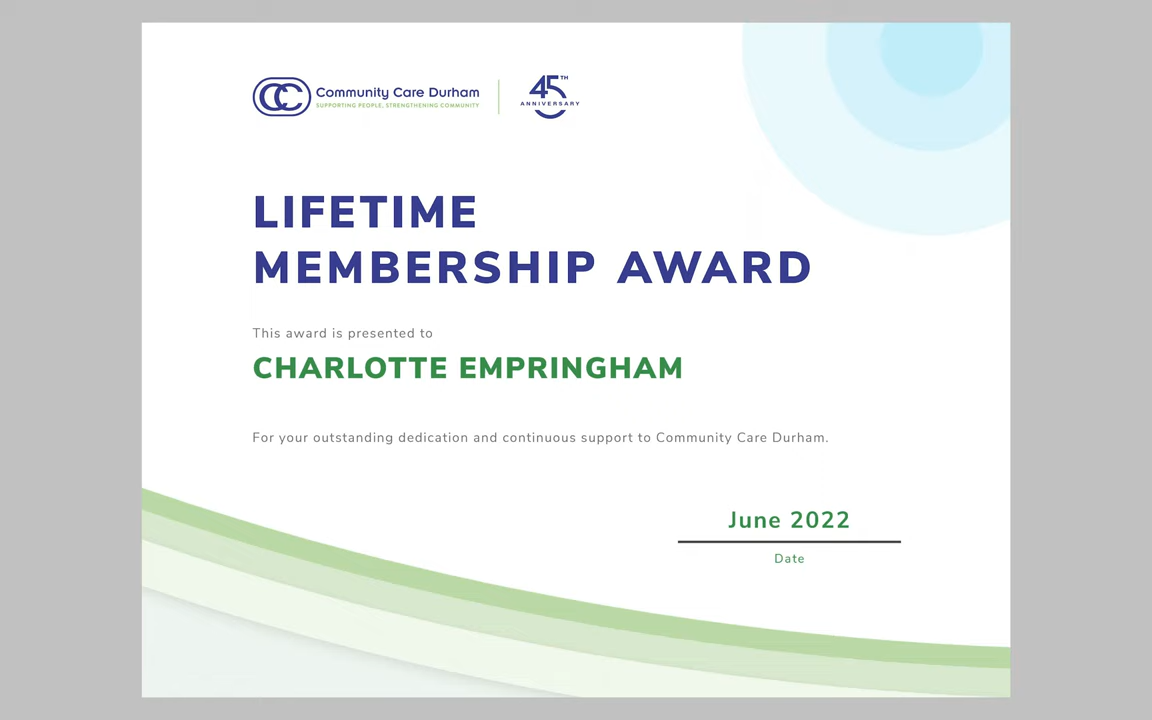 CC Community Care Durham
SUPPORTING PEOPLE, STRENGTHENING COMMUNITY
45TH
ANNIVERSARY
LIFETIME
MEMBERSHIP AWARD
This award is presented to
CHARLOTTE EMPRINGHAM
For your outstanding dedication and continuous support to Community Care Durham.
June 2022
Date